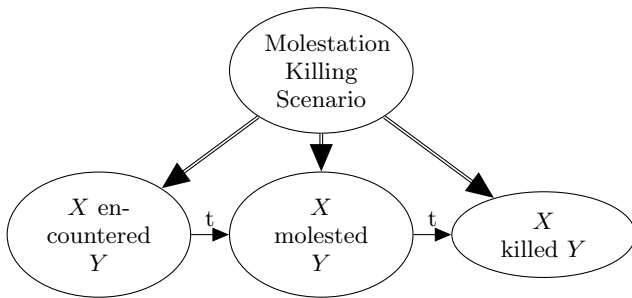 Molestation
Killing
Scenario
X en-
countered
Y
t
X
molested
Y
t
X
killed Y